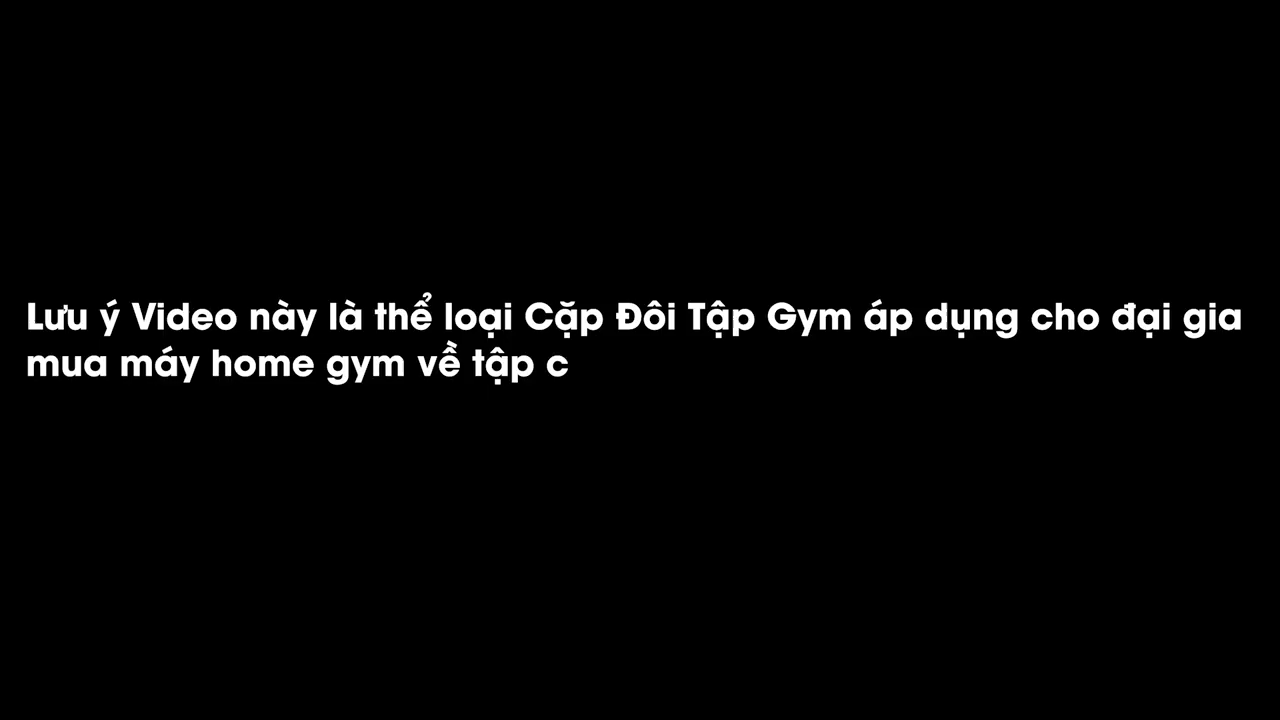 Lưu ý Video này là thể loại Cặp Đôi Tập Gym áp dụng cho đại gia
mua máy home gym về tập c